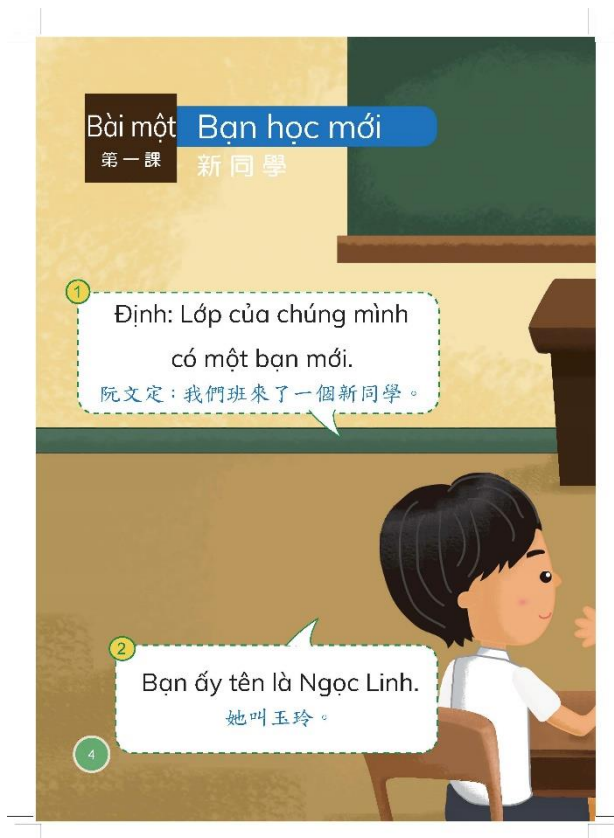 Bài một
第一課
Bạn học mới
新同學
1
Định: Lớp của chúng mình
có một bạn mới.
阮文定：我們班來了一個新同學。
2
Bạn ấy tên là Ngọc Linh.
她叫玉玲。
4